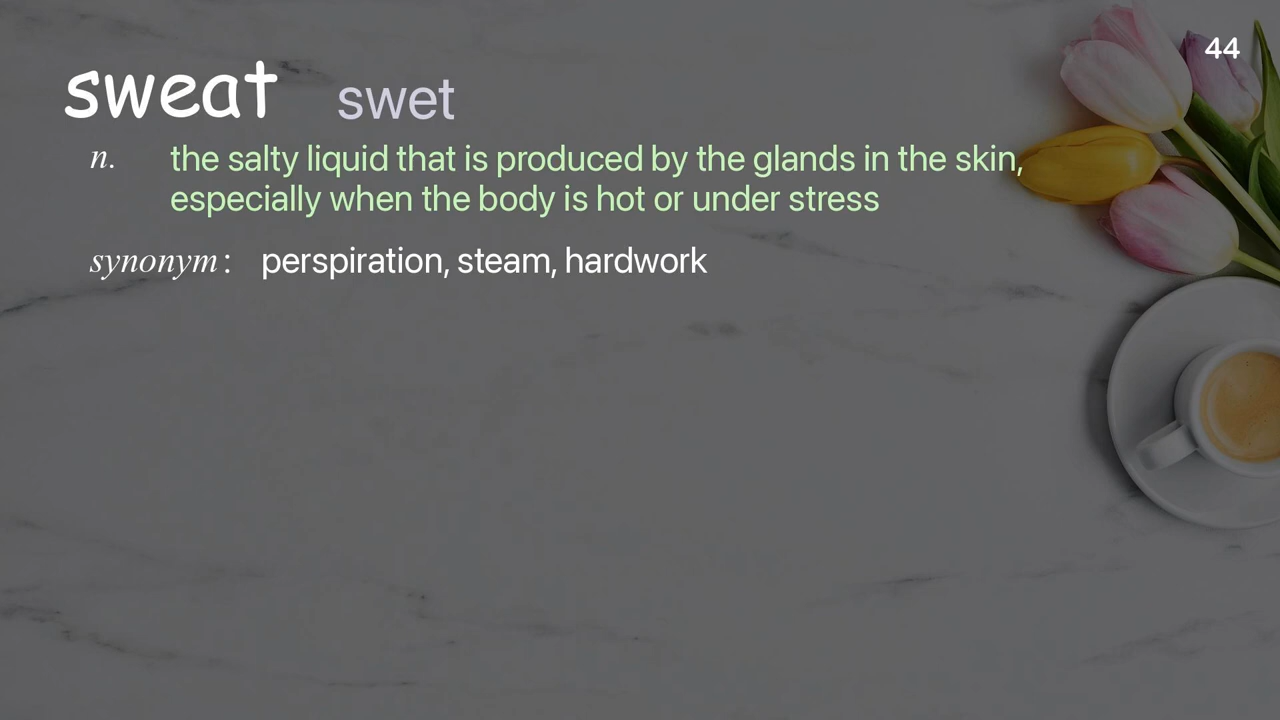 44
sweat swet
n. the salty liquid that is produced by the glands in the skin,
especially when the body is hot or under stress
synonym : perspiration, steam, hardwork